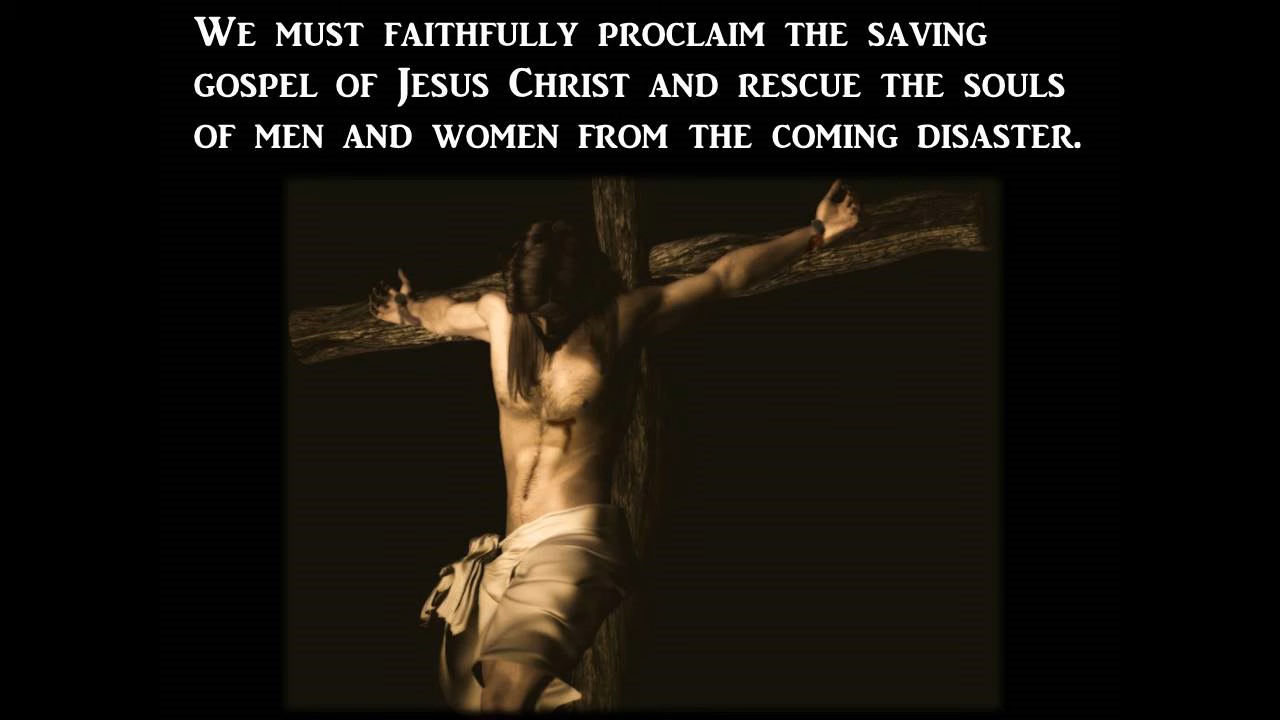 We must faithfully proclaim the saving
gospel of Jesus Christ and rescue the souls
of men and women from the coming disaster.